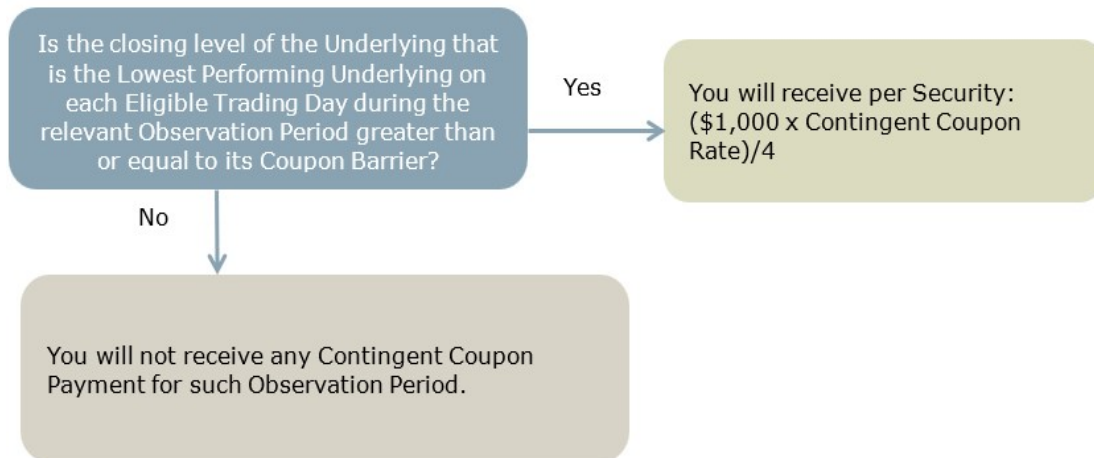 Is the closing level of the Underlying that
is the Lowest Performing Underlying on
each Eligible Trading Day during the
relevant Observation Period greater than
or equal to its Coupon Barrier?
Yes
You will receive per Security:
($1,000 x Contingent Coupon
Rate)/4
No
You will not receive any Contingent Coupon
Payment for such Observation Period.